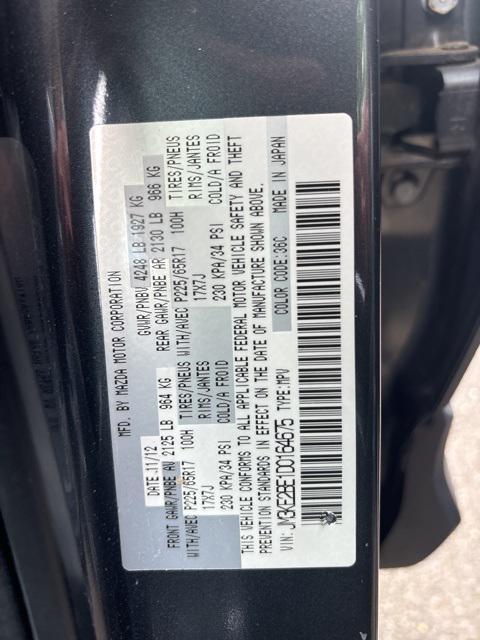 MFD. BY MAZDA MOTOR CORPORATION
DATE 11/12 GVWR/PNBV 4248 LB 1927 KG
FRONT GAWR/PNBE AV 2125 LB 964 KG REAR GAWR/PNBE AR 2130 LB 966 KG
WITH/AVEC P225/65R17 100H TIRES/PNEUS WITH/AVEC P225/65R17 100H TIRES/PNEUS
17X7J RIMS/JANTES 17X7J RIMS/JANTES
230 KPA/34 PSI COLD/A FROID 230 KPA/34 PSI COLD/A FROID
THIS VEHICLE CONFORMS TO ALL APPLICABLE FEDERAL MOTOR VEHICLE SAFETY AND THEFT
PREVENTION STANDARDS IN EFFECT ON THE DATE OF MANUFACTURE SHOWN ABOVE.
VIN: JM3KE2BE1D0164675 TYPE:MPV COLOR CODE:36C MADE IN JAPAN